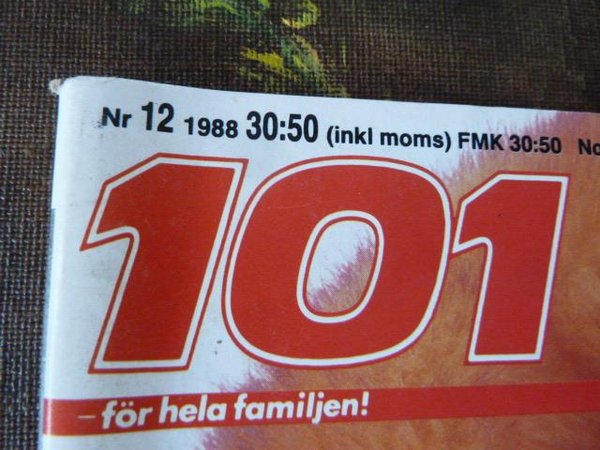 Nr 12 1988 30:50 (inkl moms) FMK 30:50
101
– för hela familjen!